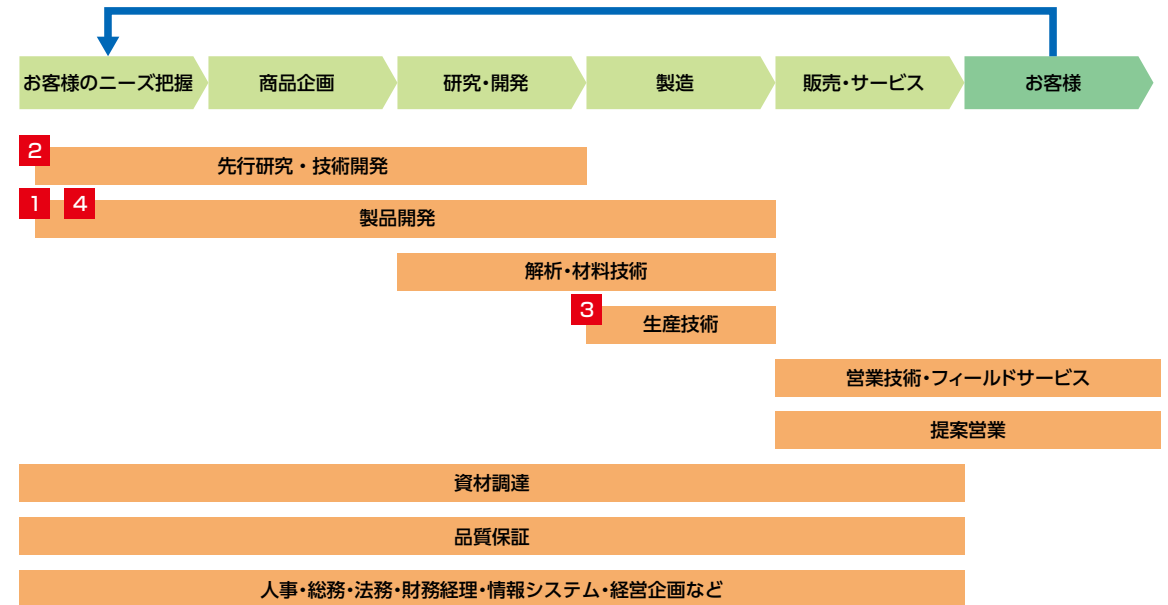 お客様のニーズ把握
商品企画
研究・開発
製造
販売・サービス
お客様
2
先行研究・技術開発
1
4
製品開発
解析・材料技術
3
生産技術
営業技術・フィールドサービス
提案営業
資材調達
品質保証
人事・総務・法務・財務経理・情報システム・経営企画など